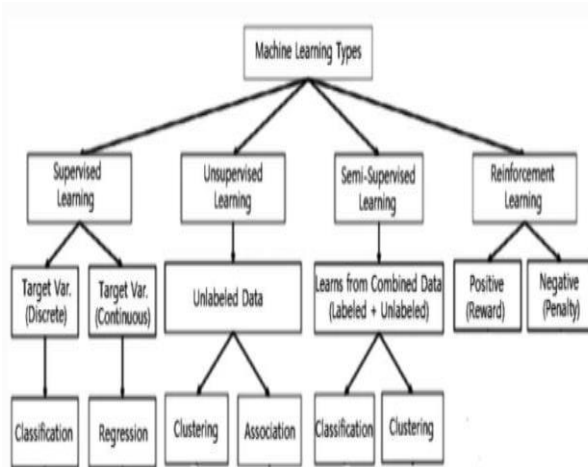 Machine Learning Types
Supervised
Learning
Unsupervised
Learning
Semi-Supervised
Learning
Reinforcement
Learning
Target Var.
(Discrete)
Target Var.
(Continuous)
Unlabeled Data
Learns from Combined Data
(Labeled + Unlabeled)
Positive
(Reward)
Negative
(Penalty)
Classification
Regression
Clustering
Association
Classification
Clustering